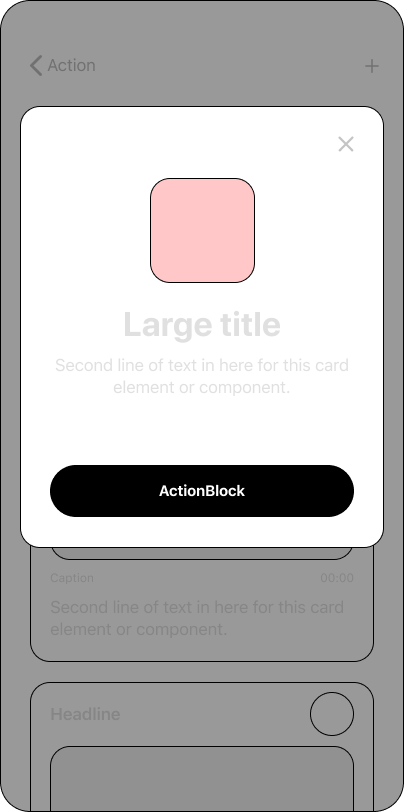 Action
Large title
Second line of text in here for this card
element or component.
ActionBlock
Caption 00:00
Second line of text in here for this card
element or component.
Headline